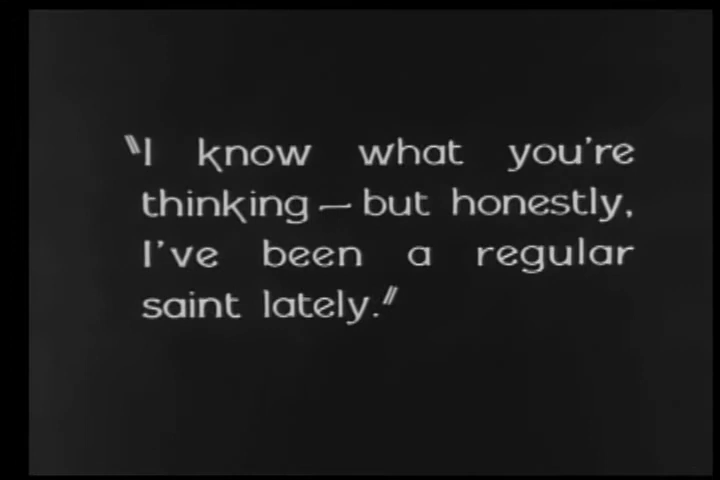 "I know what you're
thinking—but honestly,
I've been a regular
saint lately."